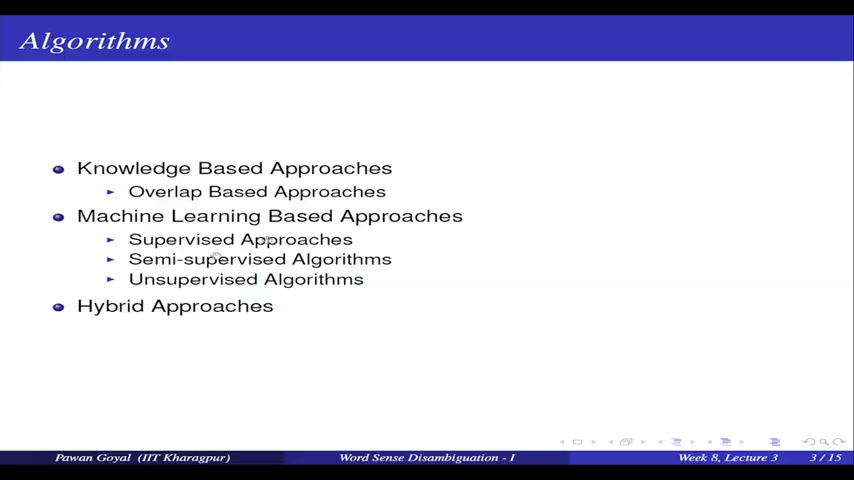 Algorithms
Knowledge Based Approaches
Overlap Based Approaches
Machine Learning Based Approaches
Supervised Approaches
Semi-supervised Algorithms
Unsupervised Algorithms
Hybrid Approaches
Pawan Goyal (IIT Kharagpur) Word Sense Disambiguation - I Week 8, Lecture 3 3 / 15